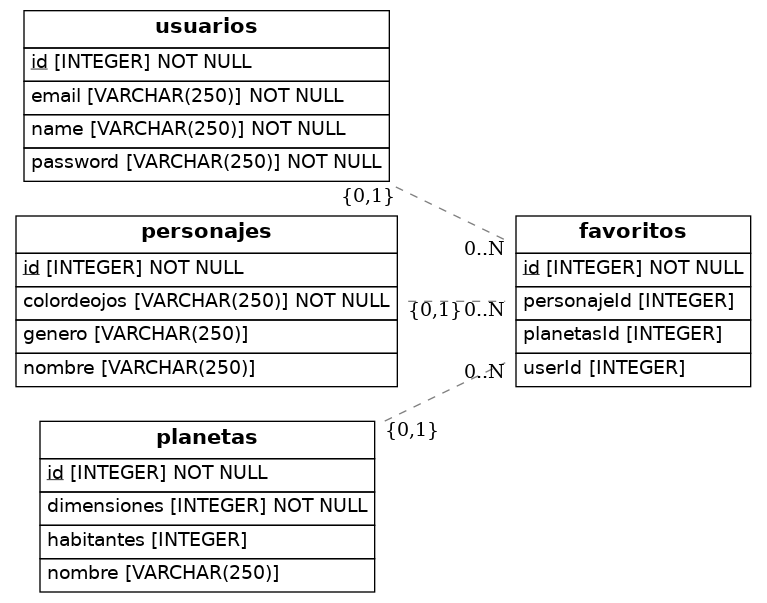 usuarios
id [INTEGER] NOT NULL
email [VARCHAR(250)] NOT NULL
name [VARCHAR(250)] NOT NULL
password [VARCHAR(250)] NOT NULL
{0,1}
0..N
personajes
id [INTEGER] NOT NULL
colordeojos [VARCHAR(250)] NOT NULL
genero [VARCHAR(250)]
nombre [VARCHAR(250)]
{0,1}
0..N
favoritos
id [INTEGER] NOT NULL
personajeId [INTEGER]
planetasId [INTEGER]
userId [INTEGER]
0..N
{0,1}
planetas
id [INTEGER] NOT NULL
dimensiones [INTEGER] NOT NULL
habitantes [INTEGER]
nombre [VARCHAR(250)]